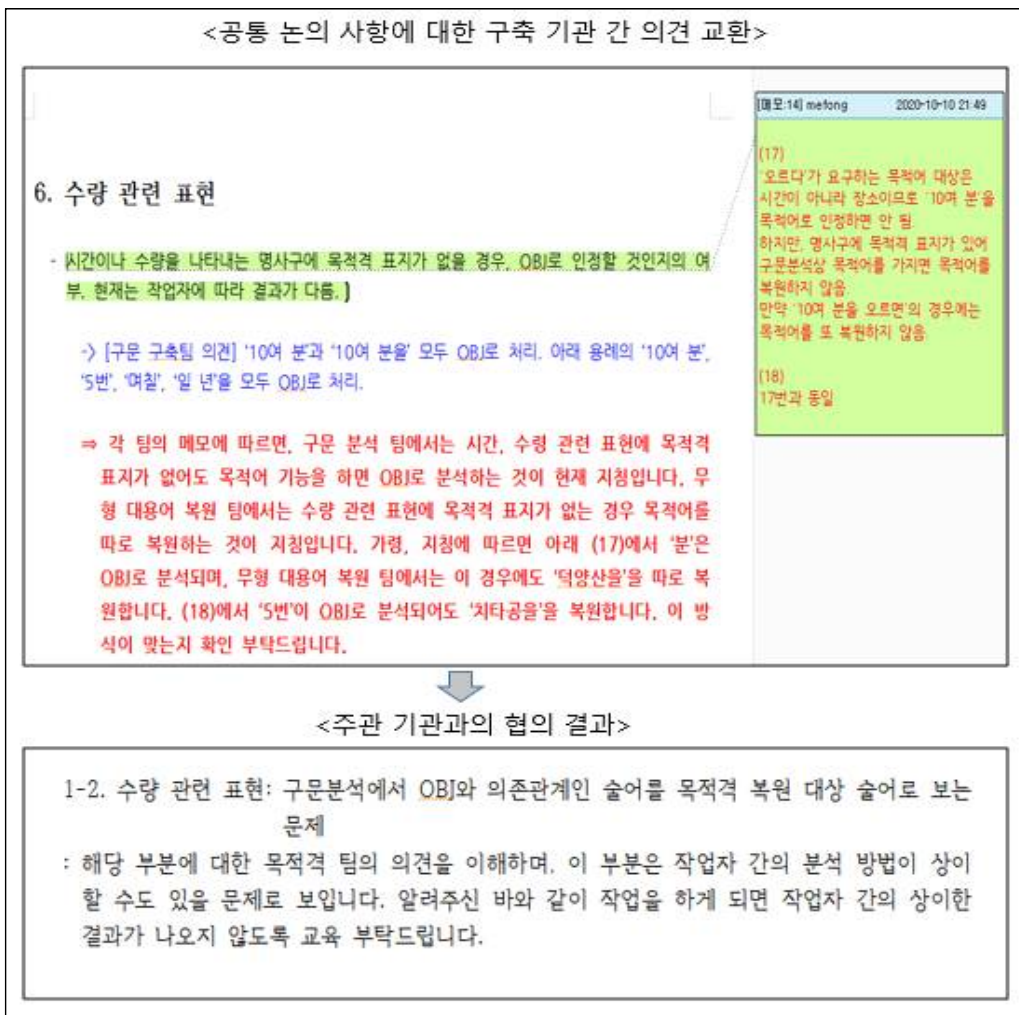 <공통 논의 사항에 대한 구축 기관 간 의견 교환>
6. 수량 관련 표현
- 시간이나 수량을 나타내는 명사구에 목적격 표지가 없을 경우, OBJ로 인정할 것인지의 여
부. 현재는 작업자에 따라 결과가 다름.)
-> [구문 구축팀 의견] '10여 분'과 '10여 분을' 모두 OBJ로 처리. 아래 용례의 '10여 분',
'5번', '며칠', '일 년'을 모두 OBJ로 처리.
⇒ 각 팀의 메모에 따르면, 구문 분석 팀에서는 시간, 수량 관련 표현에 목적격
표지가 없어도 목적어 기능을 하면 OBJ로 분석하는 것이 현재 지침입니다. 무
형 대용어 복원 팀에서는 수량 관련 표현에 목적격 표지가 없는 경우 목적어를
따로 복원하는 것이 지침입니다. 가령, 지침에 따르면 아래 (17)에서 '분'은
OBJ로 분석되며, 무형 대용어 복원 팀에서는 이 경우에도 '덕양산을'을 따로 복
원합니다. (18)에서 '5번'이 OBJ로 분석되어도 '치타공을'을 복원합니다. 이 방
식이 맞는지 확인 부탁드립니다.
[메모:14] mefong 2020-10-10 21:49
(17)
'오르다'가 요구하는 목적어 대상은
시간이 아니라 장소이므로 '10여 분'을
목적어로 인정하면 안 됨.
하지만, 명사구에 목적격 표지가 있어
구문분석상 목적어를 가지면 목적어를
복원하지 않음.
만약 '10여 분을 오르면'의 경우에는
목적어를 또 복원하지 않음.
(18)
17번과 동일
<주관 기관과의 협의 결과>
1-2. 수량 관련 표현: 구문분석에서 OBJ와 의존관계인 술어를 목적격 복원 대상 술어로 보는
문제
: 해당 부분에 대한 목적격 팀의 의견을 이해하며, 이 부분은 작업자 간의 분석 방법이 상이
할 수도 있을 문제로 보입니다. 알려주신 바와 같이 작업을 하게 되면 작업자 간의 상이한
결과가 나오지 않도록 교육 부탁드립니다.